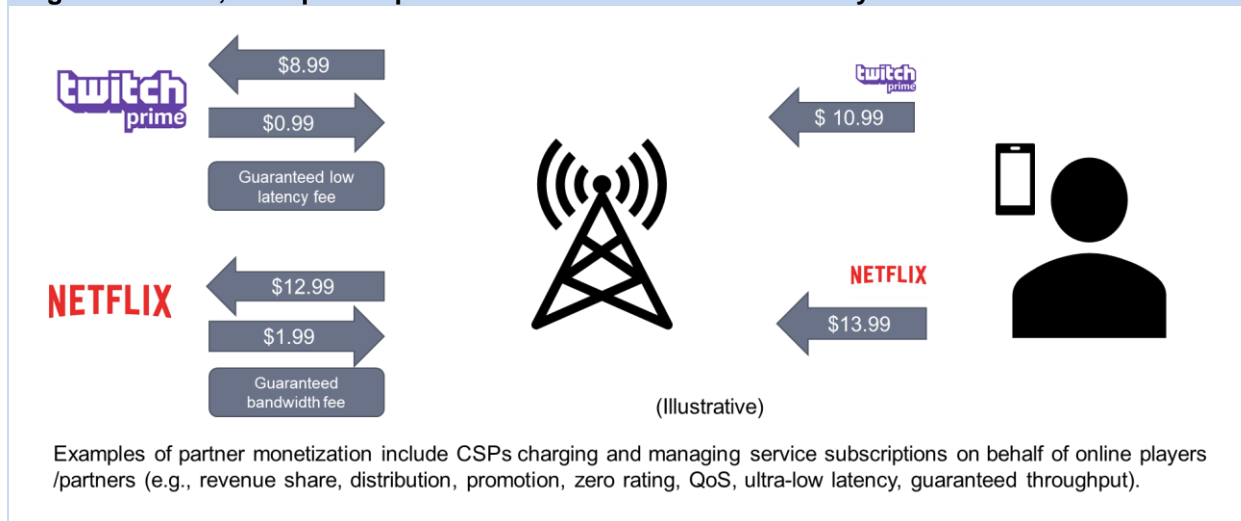 twitch
prime
$8.99
$0.99
Guaranteed low
latency fee
twitch
prime
$ 10.99
NETFLIX
$12.99
$1.99
Guaranteed
bandwidth fee
NETFLIX
$13.99
(Illustrative)
Examples of partner monetization include CSPs charging and managing service subscriptions on behalf of online players
/partners (e.g., revenue share, distribution, promotion, zero rating, QoS, ultra-low latency, guaranteed throughput).